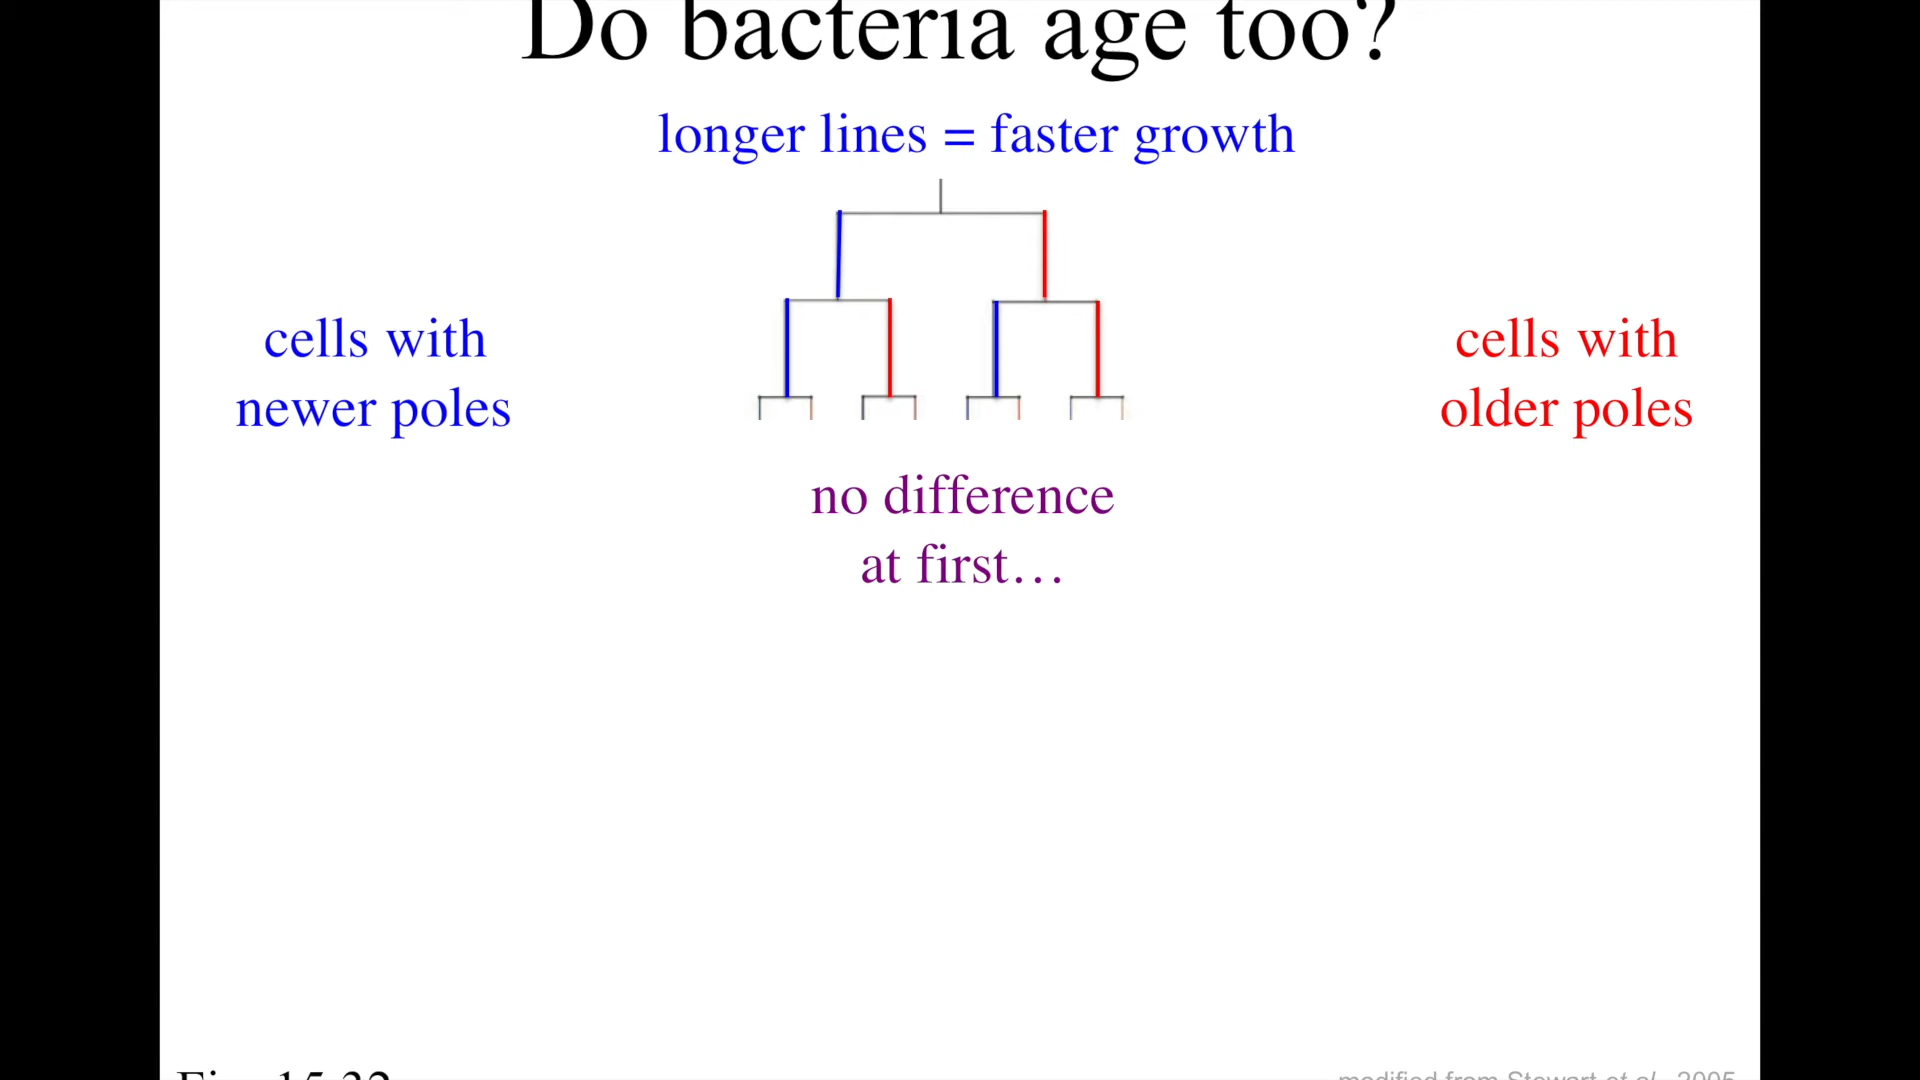 Do bacteria age too?
longer lines = faster growth
cells with
newer poles
cells with
older poles
no difference
at first…
Fig. 15.32
modified from Stewart et al., 2005